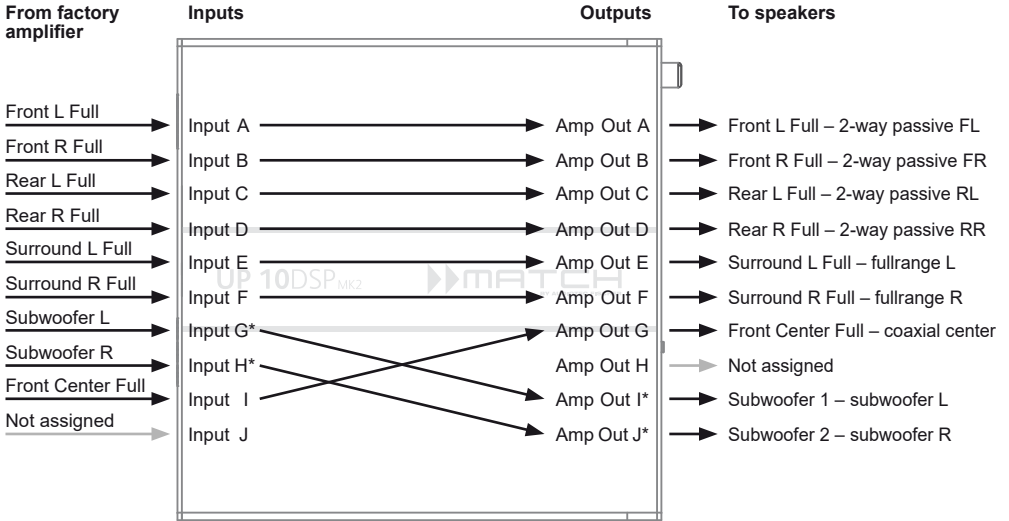 From factory amplifier
Inputs
Outputs
To speakers
Front L Full
Input A
Amp Out A
Front L Full – 2-way passive FL
Front R Full
Input B
Amp Out B
Front R Full – 2-way passive FR
Rear L Full
Input C
Amp Out C
Rear L Full – 2-way passive RL
Rear R Full
Input D
Amp Out D
Rear R Full – 2-way passive RR
Surround L Full
Input E
Amp Out E
Surround L Full – fullrange L
UP 10DSP MK2
MATCH
Surround R Full
Input F
Amp Out F
Surround R Full – fullrange R
Subwoofer L
Input G*
Amp Out G
Front Center Full – coaxial center
Subwoofer R
Input H*
Amp Out H
Not assigned
Front Center Full
Input I
Amp Out I*
Subwoofer 1 – subwoofer L
Not assigned
Input J
Amp Out J*
Subwoofer 2 – subwoofer R